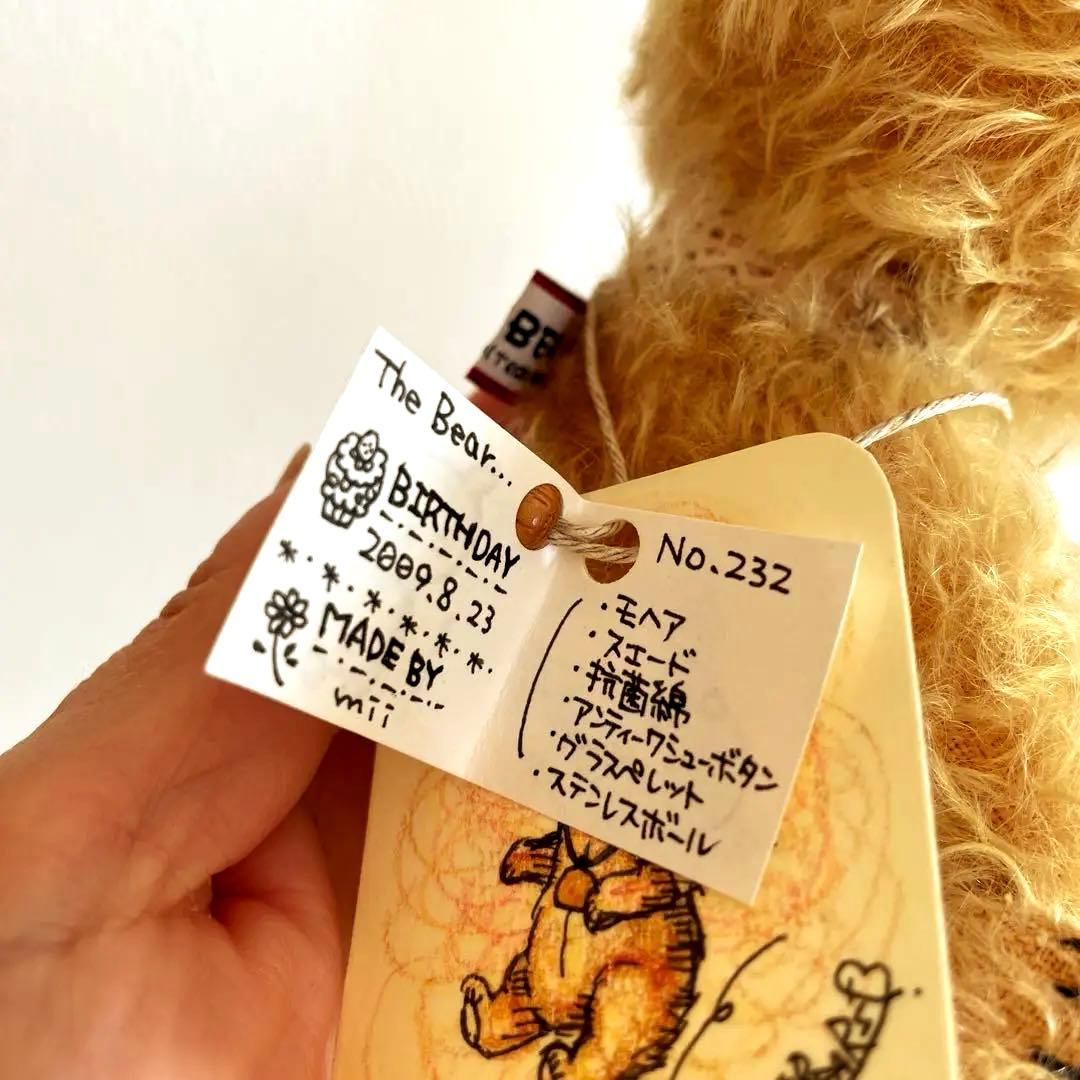 BB
The Bear...
BIRTHDAY
2009.8.23
MADE BY
mii
No.232
・モヘア
・スエード
・抗菌綿
・アンティークシューボタン
・グラスペレット
・ステンレスボール